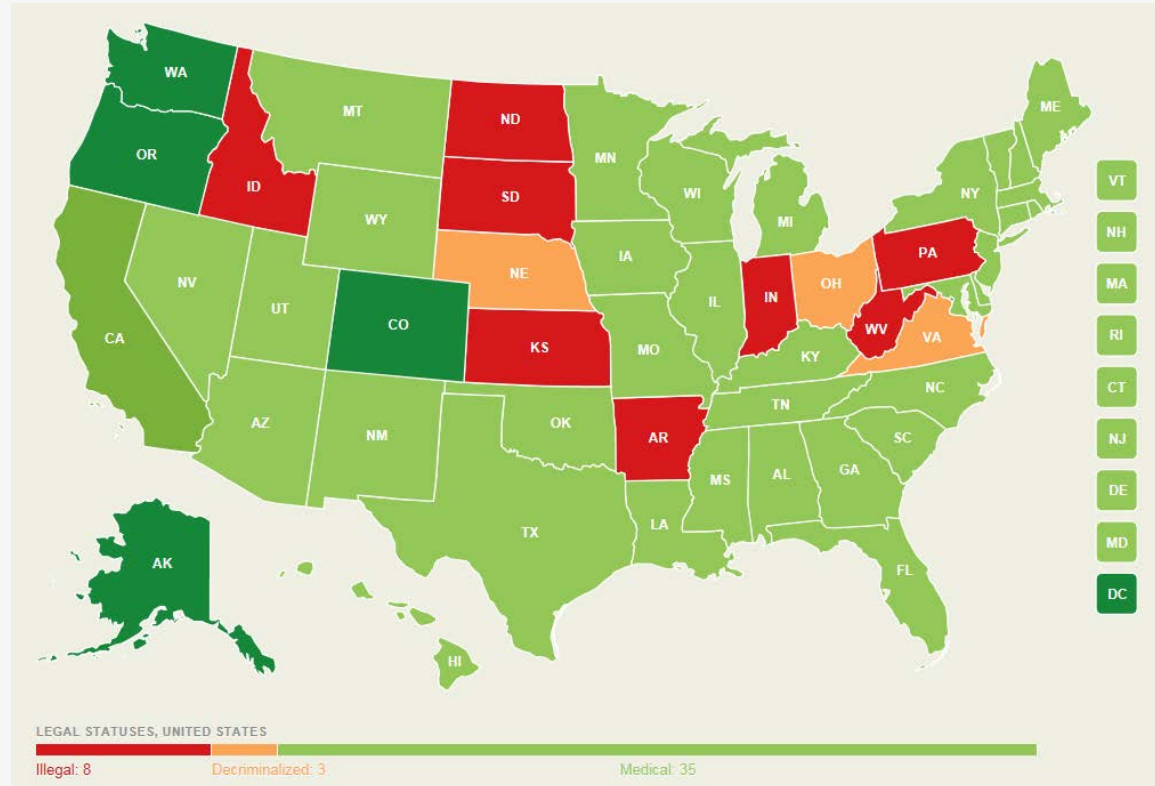 WA
MT
ND
MN
ME
OR
ID
SD
WI
NY
VT
WY
MI
NH
NV
NE
IA
PA
MA
UT
CO
IL
IN
OH
RI
CA
KS
MO
WV
VA
KY
CT
AZ
NM
OK
AR
TN
NC
NJ
SC
MS
AL
GA
DE
TX
LA
MD
AK
FL
DC
HI
LEGAL STATUSES, UNITED STATES
Illegal: 8
Decriminalized: 3
Medical: 35